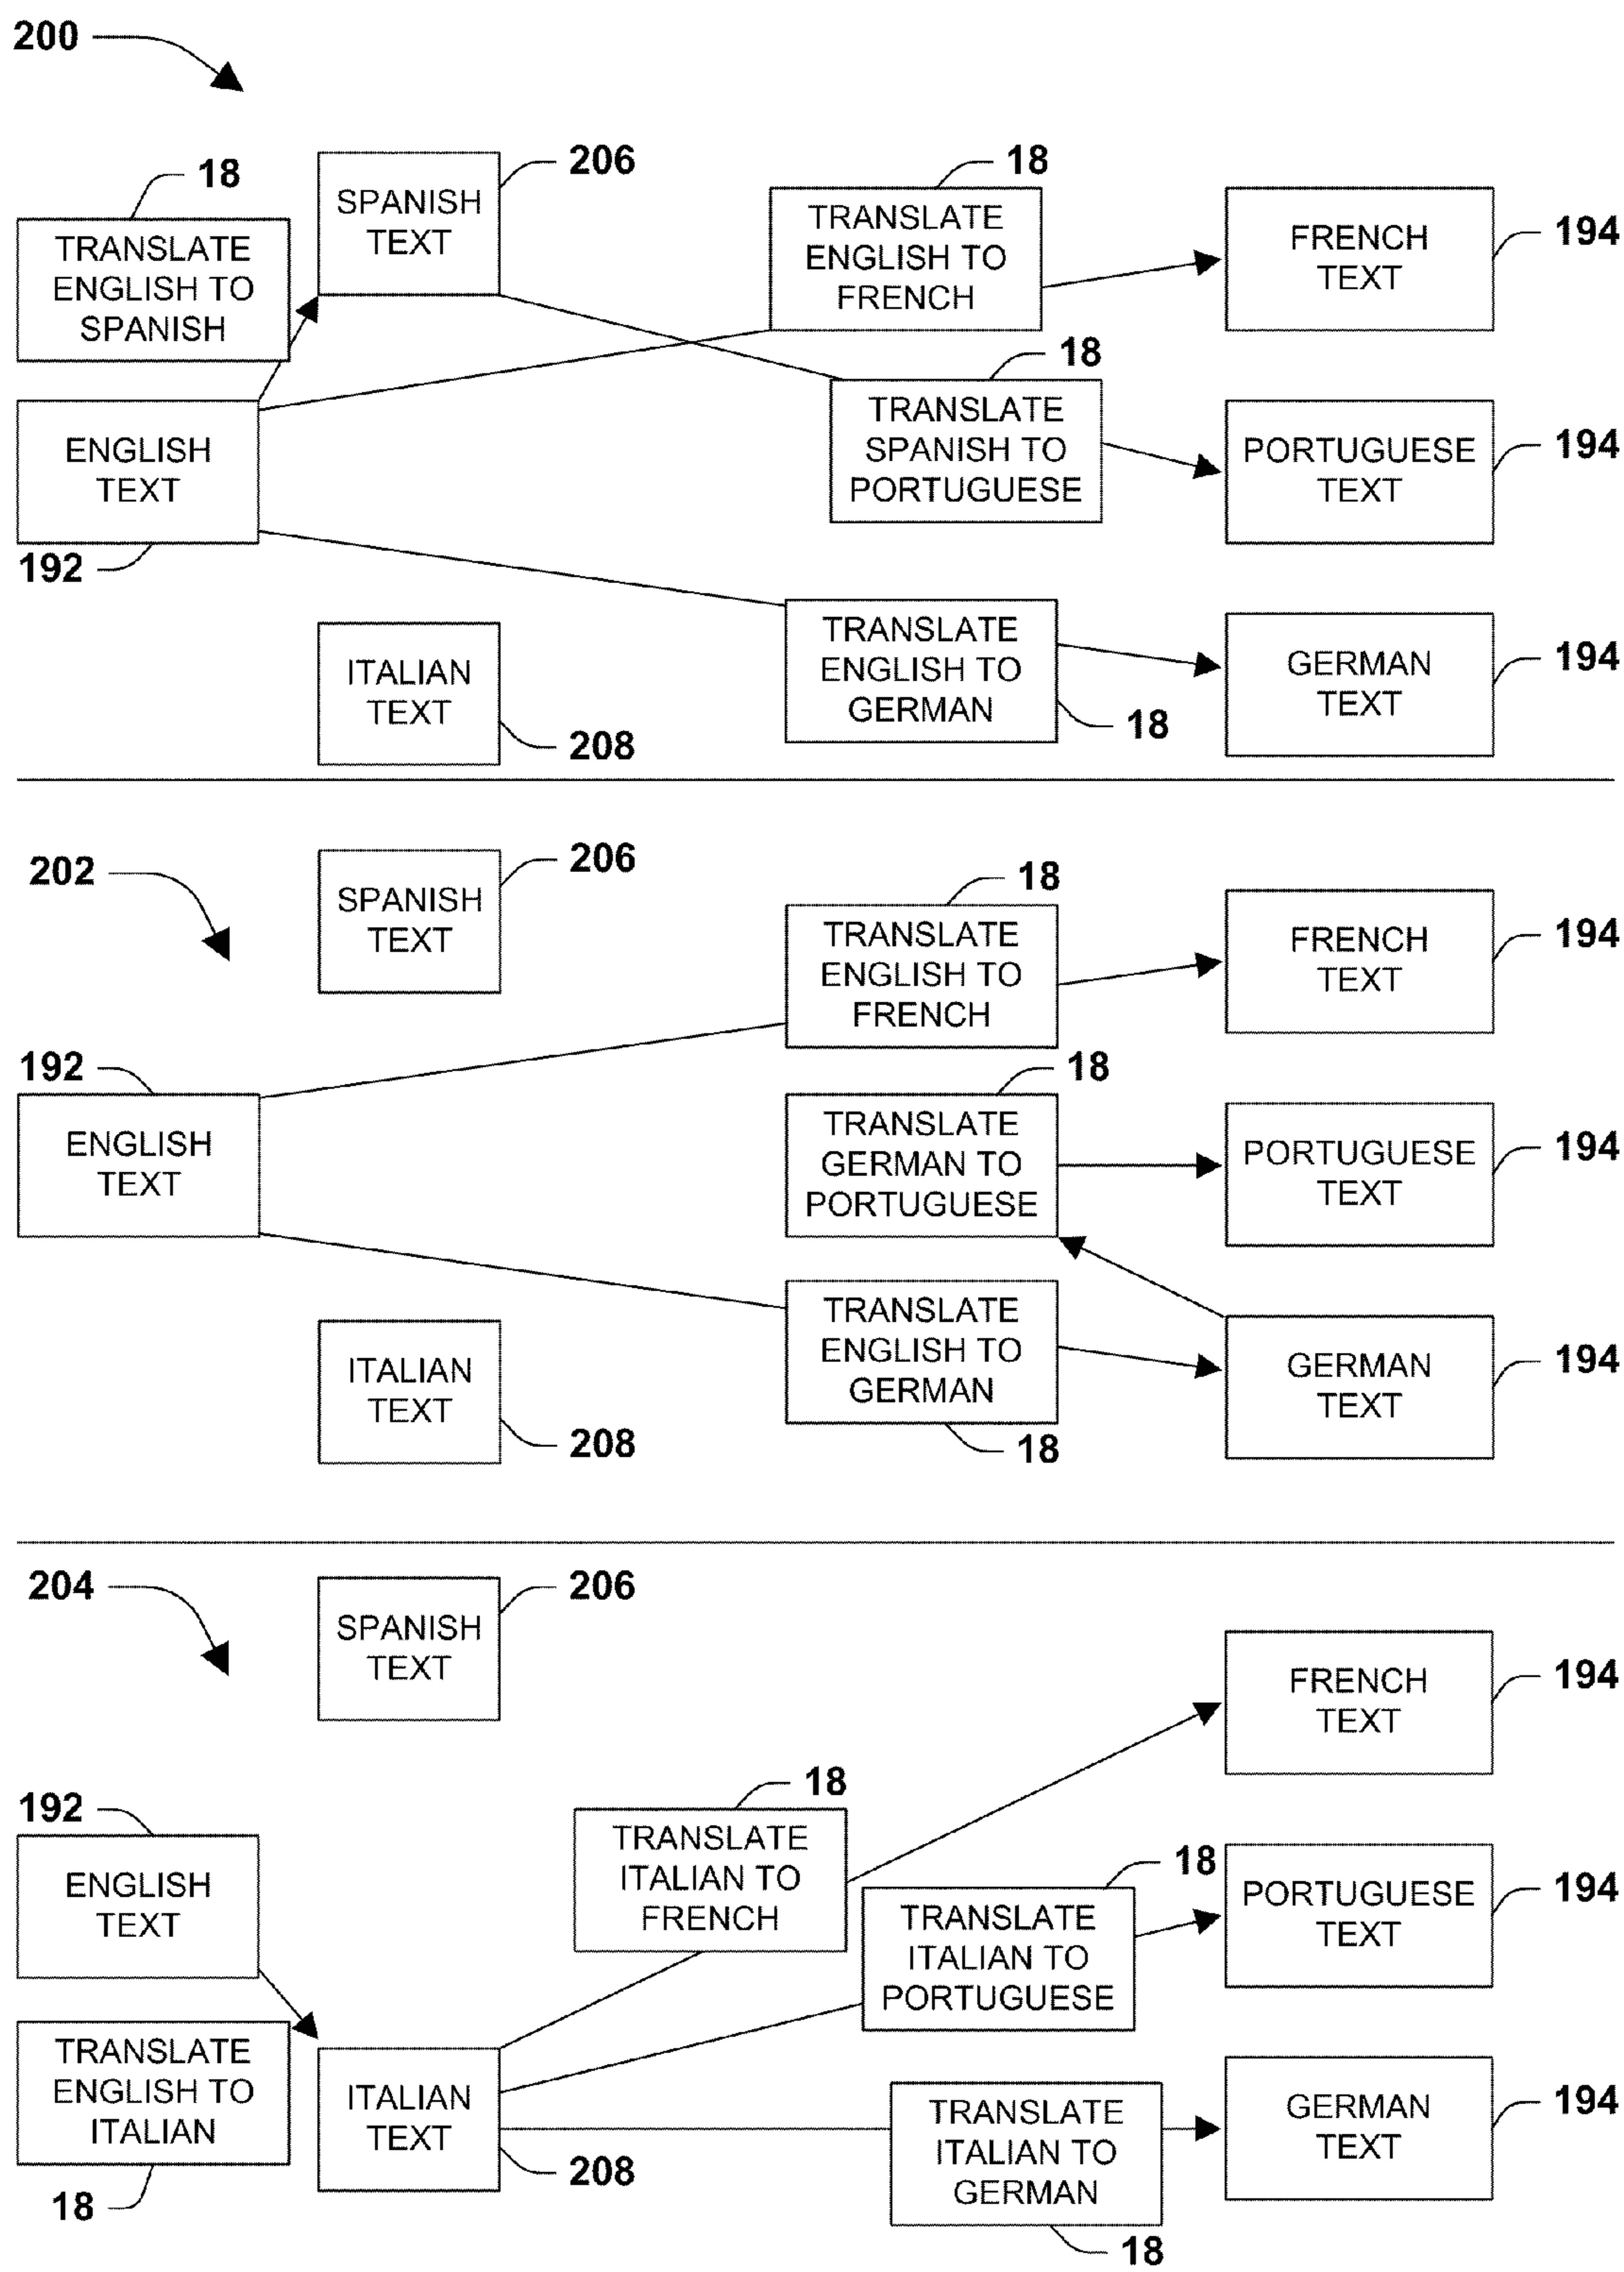 200
18
206
18
SPANISH
TEXT
TRANSLATE
ENGLISH TO
SPANISH
TRANSLATE
ENGLISH TO
FRENCH
FRENCH
TEXT
194
18
ENGLISH
TEXT
192
TRANSLATE
SPANISH TO
PORTUGUESE
PORTUGUESE
TEXT
194
ITALIAN
TEXT
208
TRANSLATE
ENGLISH TO
GERMAN
18
GERMAN
TEXT
194
202
206
SPANISH
TEXT
18
TRANSLATE
ENGLISH TO
FRENCH
FRENCH
TEXT
194
192
ENGLISH
TEXT
18
TRANSLATE
GERMAN TO
PORTUGUESE
PORTUGUESE
TEXT
194
ITALIAN
TEXT
208
TRANSLATE
ENGLISH TO
GERMAN
18
GERMAN
TEXT
194
204
206
SPANISH
TEXT
FRENCH
TEXT
194
192
ENGLISH
TEXT
18
TRANSLATE
ITALIAN TO
FRENCH
18
TRANSLATE
ITALIAN TO
PORTUGUESE
PORTUGUESE
TEXT
194
TRANSLATE
ENGLISH TO
ITALIAN
18
ITALIAN
TEXT
208
TRANSLATE
ITALIAN TO
GERMAN
18
GERMAN
TEXT
194